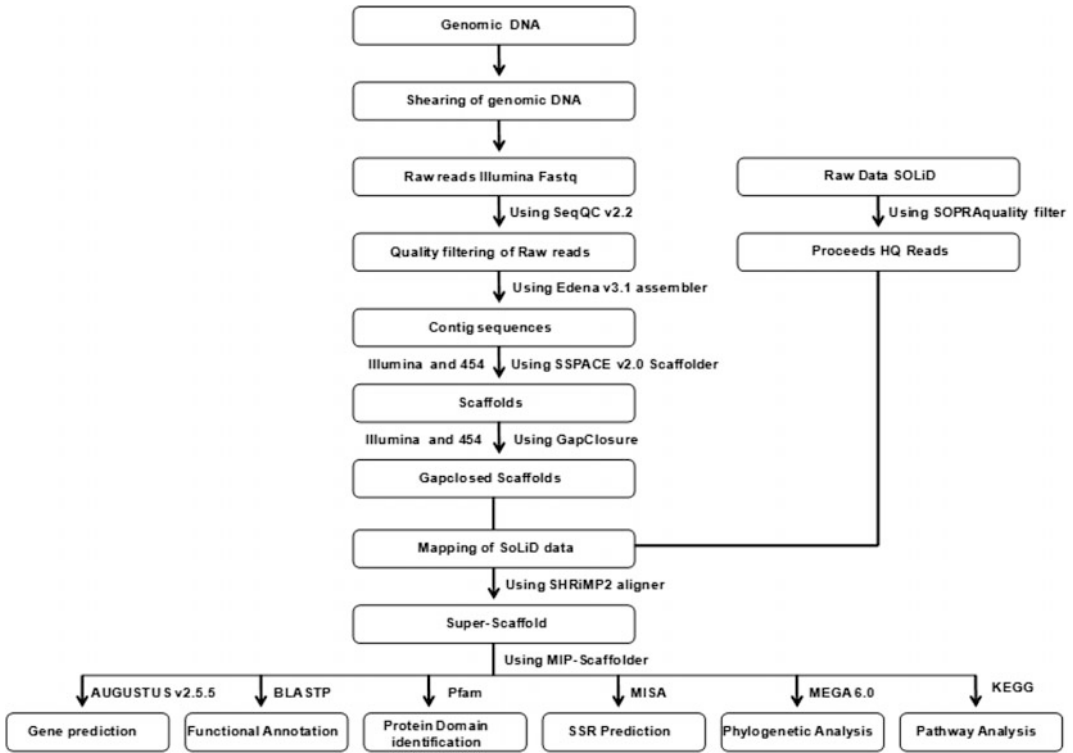 Genomic DNA
Shearing of genomic DNA
Raw reads Illumina Fastq
Raw Data SOLiD
Using SeqQC v2.2
Using SOPRAquality filter
Quality filtering of Raw reads
Proceeds HQ Reads
Using Edena v3.1 assembler
Contig sequences
Illumina and 454
Using SSPACE v2.0 Scaffolder
Scaffolds
Illumina and 454
Using GapClosure
Gapclosed Scaffolds
Mapping of SoLiD data
Using SHRiMP2 aligner
Super-Scaffold
Using MIP-Scaffolder
AUGUSTUS v2.5.5
BLASTP
Pfam
MISA
MEGA 6.0
KEGG
Gene prediction
Functional Annotation
Protein Domain
identification
SSR Prediction
Phylogenetic Analysis
Pathway Analysis